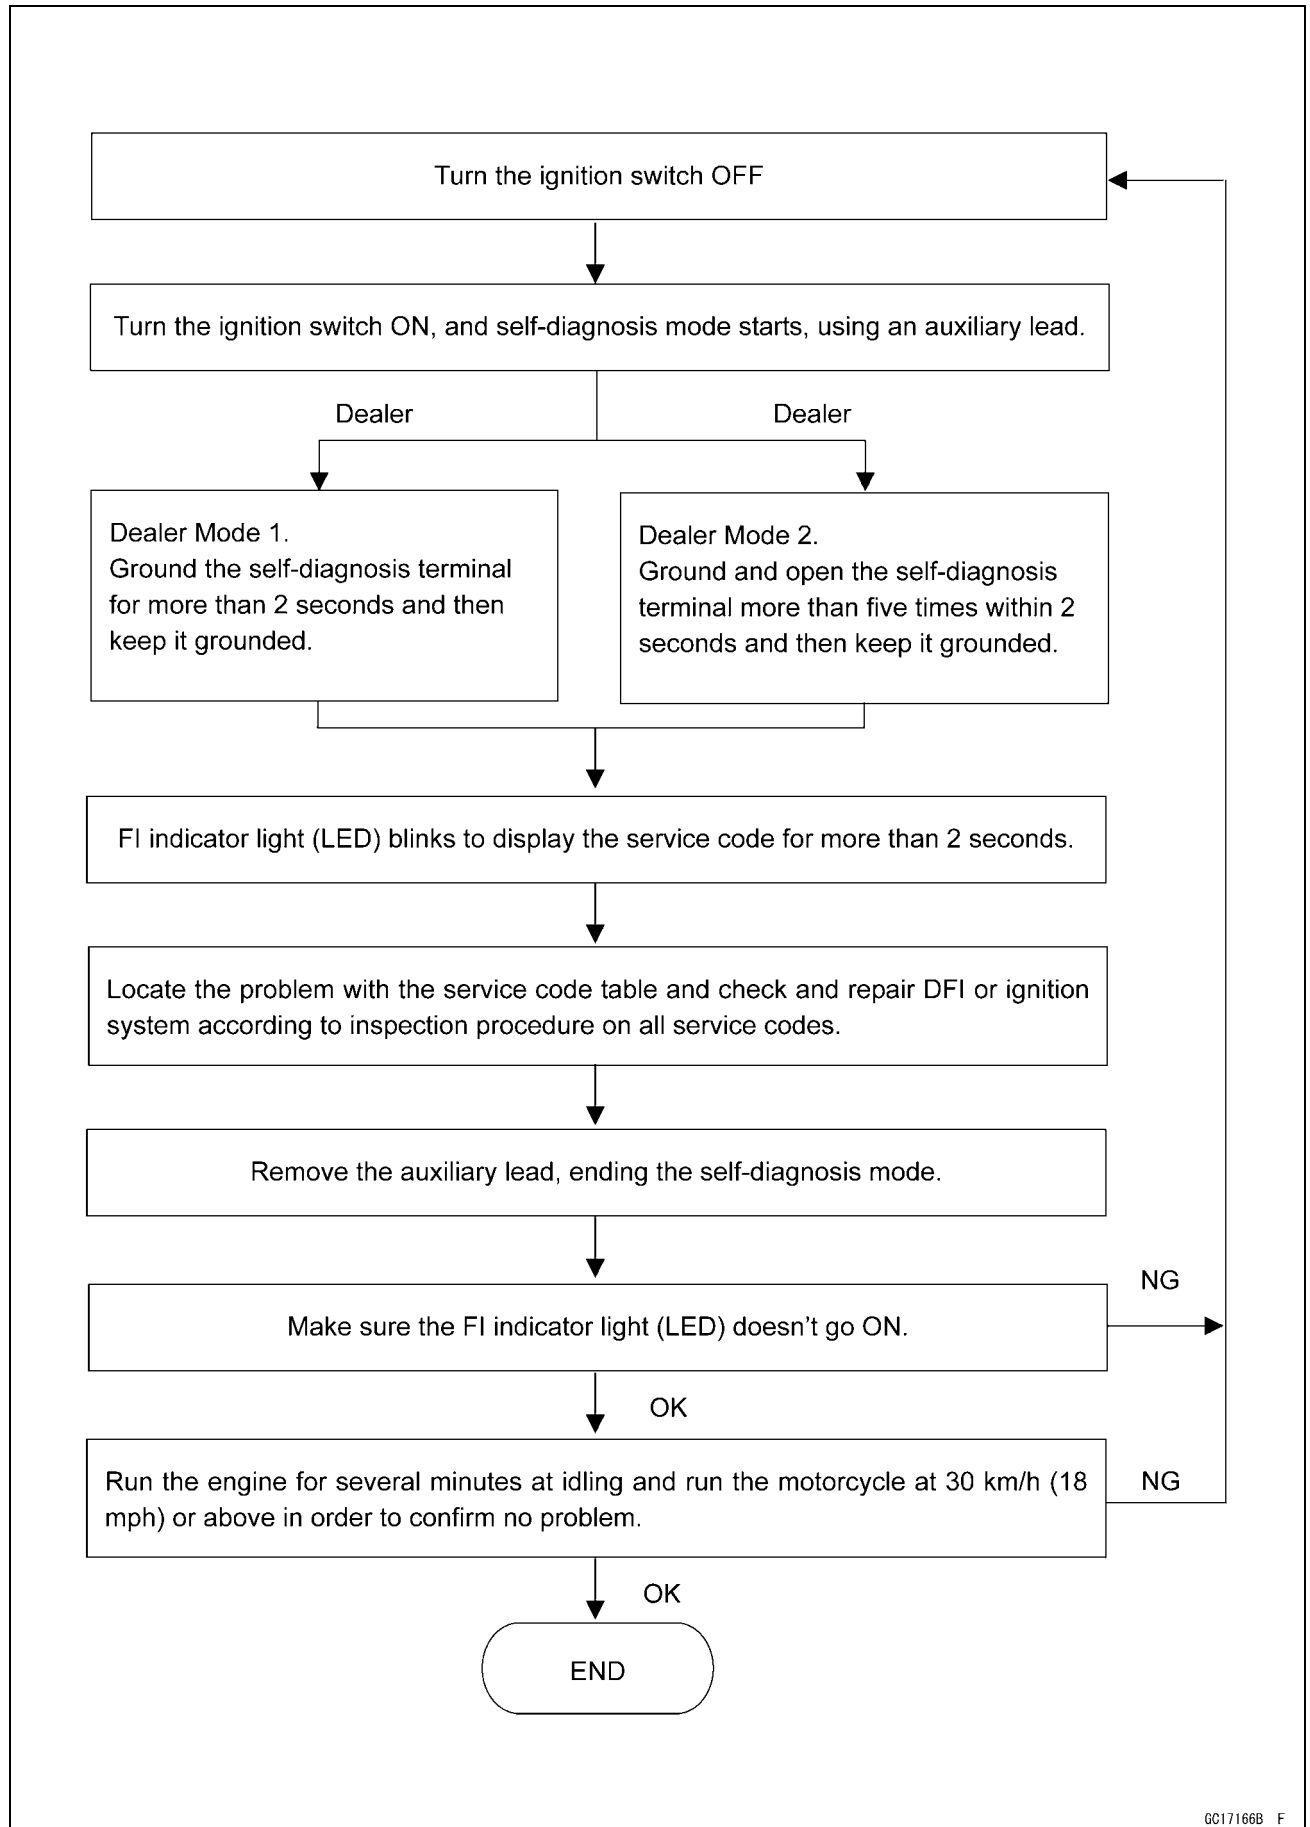 Turn the ignition switch OFF
Turn the ignition switch ON, and self-diagnosis mode starts, using an auxiliary lead.
Dealer
Dealer
Dealer Mode 1.
Ground the self-diagnosis terminal
for more than 2 seconds and then
keep it grounded.
Dealer Mode 2.
Ground and open the self-diagnosis
terminal more than five times within 2
seconds and then keep it grounded.
FI indicator light (LED) blinks to display the service code for more than 2 seconds.
Locate the problem with the service code table and check and repair DFI or ignition
system according to inspection procedure on all service codes.
Remove the auxiliary lead, ending the self-diagnosis mode.
NG
Make sure the FI indicator light (LED) doesn't go ON.
OK
Run the engine for several minutes at idling and run the motorcycle at 30 km/h (18
mph) or above in order to confirm no problem.
NG
OK
END
GC17166B F